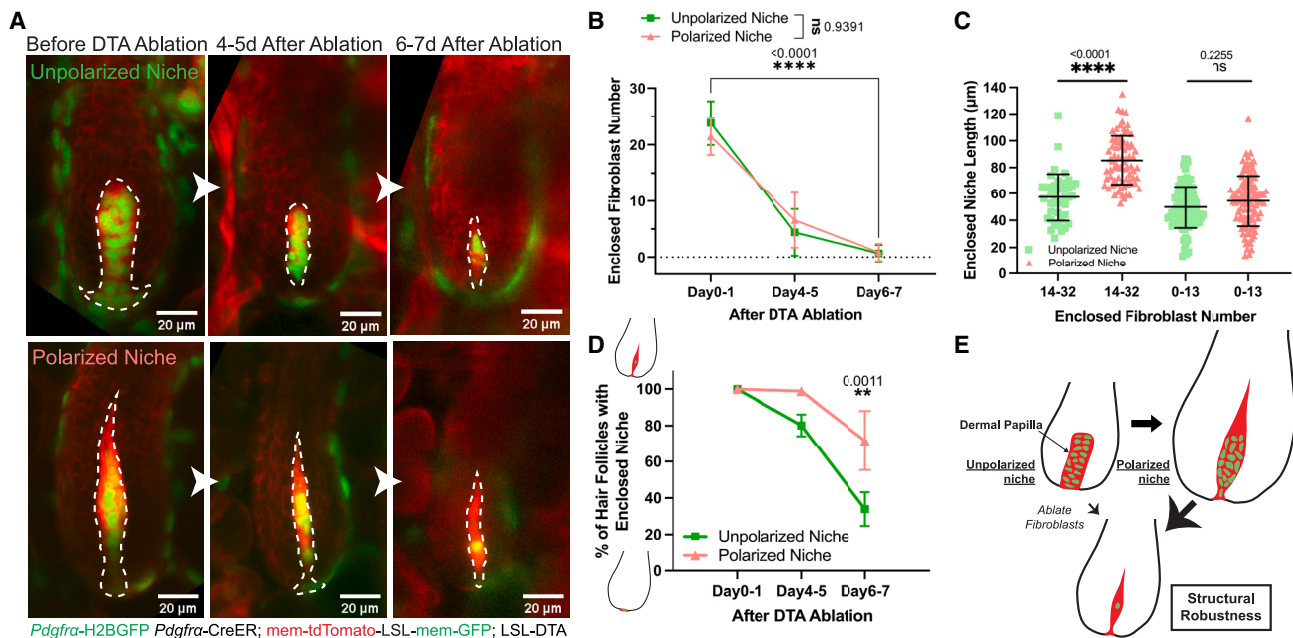 A
Before DTA Ablation 4-5d After Ablation 6-7d After Ablation
Unpolarized Niche
20 µm 20 µm 20 µm
Polarized Niche
20 µm 20 µm 20 µm
Pdgfra-H2BGFP Pdgfra-CreER; mem-tdTomato-LSL-mem-GFP; LSL-DTA
B
Unpolarized Niche
Polarized Niche
ns 0.9391
<0.0001
****
Enclosed Fibroblast Number
30
20
10
0
Day0-1 Day4-5 Day6-7
After DTA Ablation
C
<0.0001
****
0.2255
ns
Enclosed Niche Length (µm)
140
120
100
80
60
40
20
0
Unpolarized Niche
Polarized Niche
14-32 14-32 0-13 0-13
Enclosed Fibroblast Number
D
0.0011
**
% of Hair Follicles with
Enclosed Niche
100
80
60
40
20
0
Unpolarized Niche
Polarized Niche
Day0-1 Day4-5 Day6-7
After DTA Ablation
E
Dermal Papilla
Unpolarized
niche
Polarized
niche
Ablate
Fibroblasts
Structural
Robustness